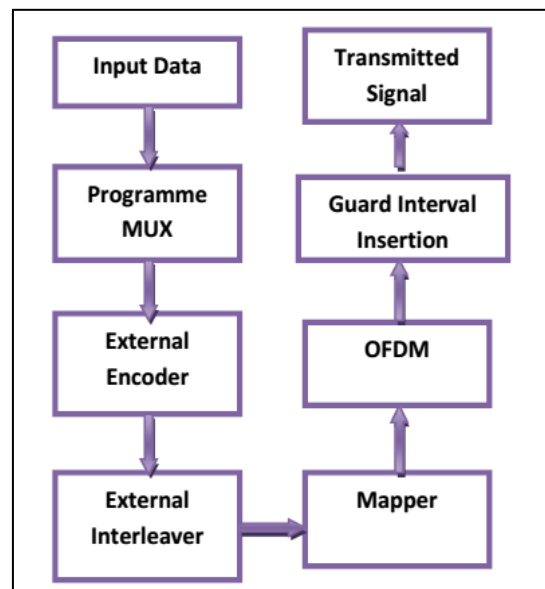 Input Data
Programme
MUX
External
Encoder
External
Interleaver
Mapper
OFDM
Guard Interval
Insertion
Transmitted
Signal